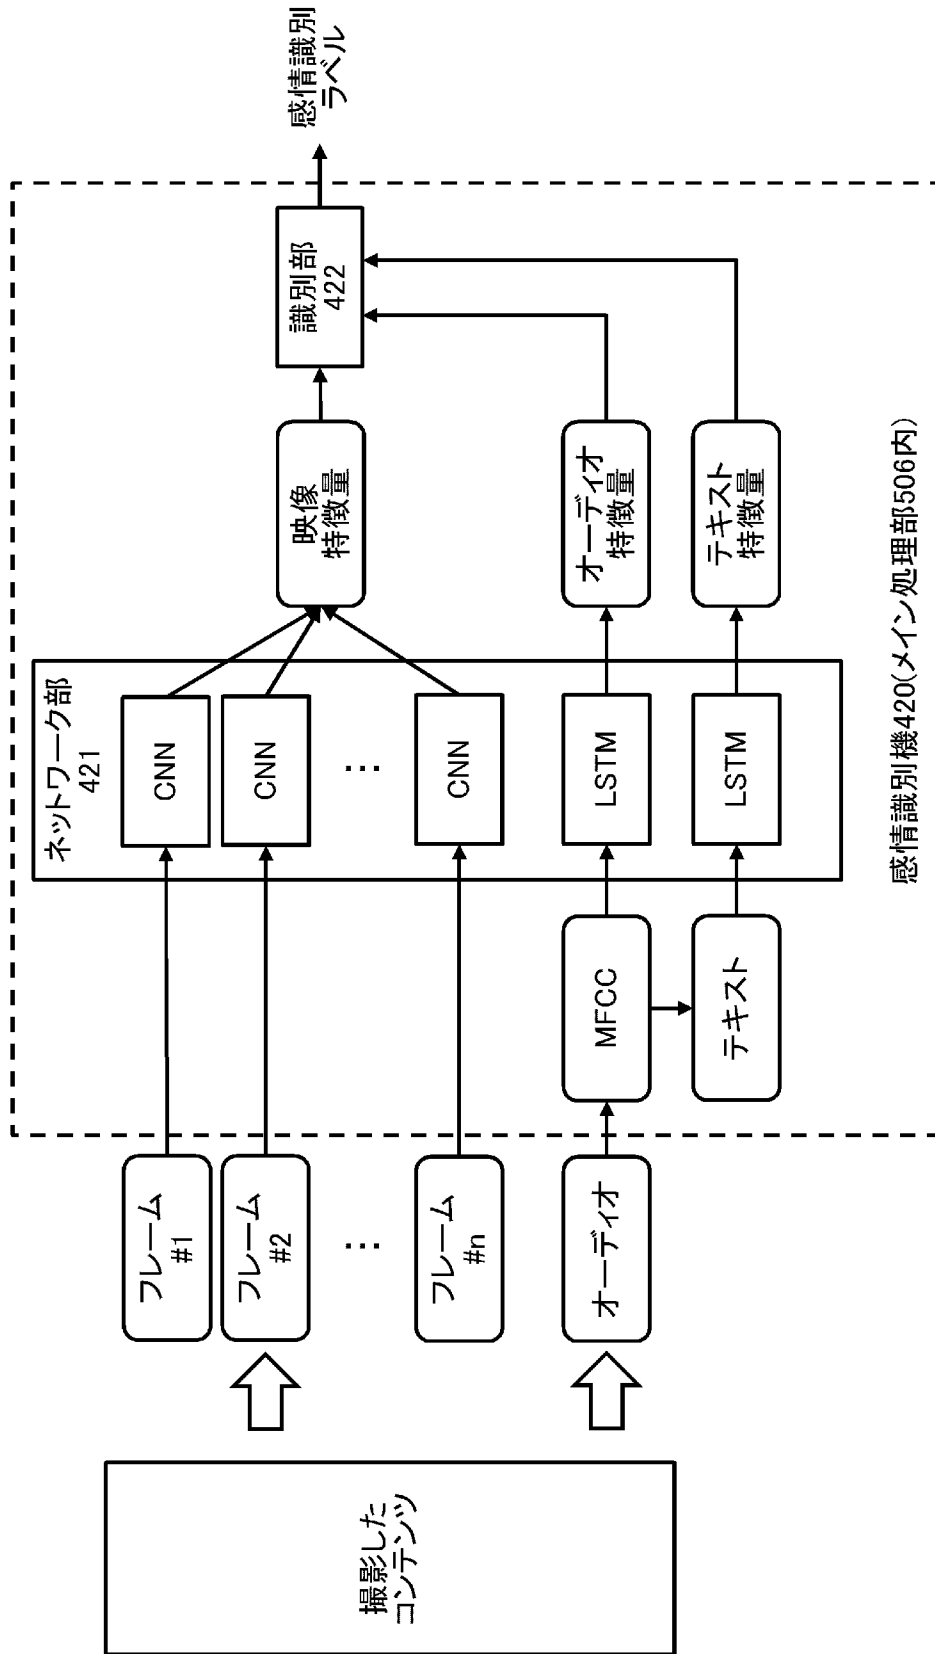 撮影した
コンテンツ
フレーム
#1
フレーム
#2
…
フレーム
#n
オーディオ
MFCC
テキスト
ネットワーク部
421
CNN
CNN
…
CNN
LSTM
LSTM
映像
特徴量
オーディオ
特徴量
テキスト
特徴量
識別部
422
感情識別
ラベル
感情識別機420(メイン処理部506内)